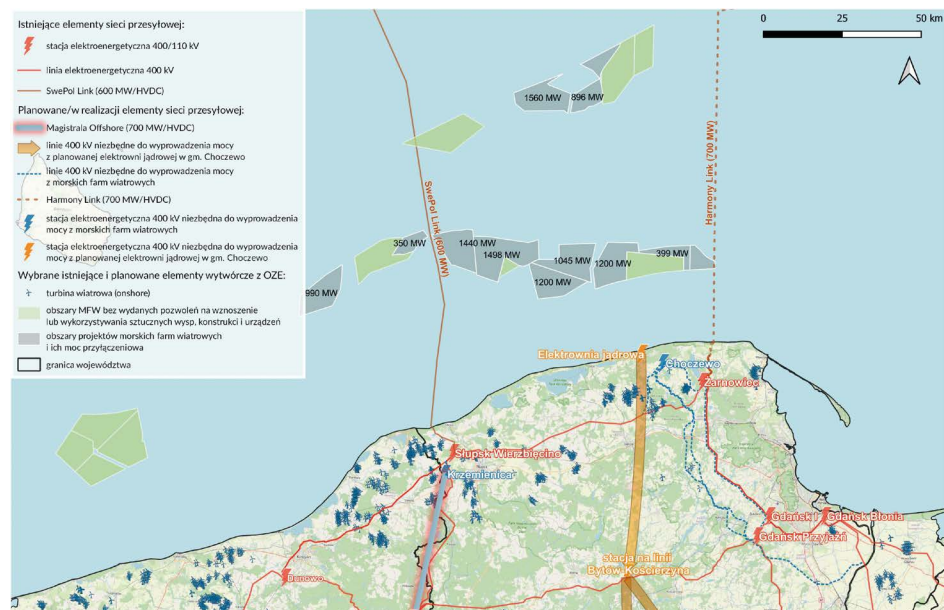 Istniejące elementy sieci przesyłowej:
stacja elektroenergetyczna 400/110 kV
linia elektroenergetyczna 400 kV
SwePol Link (600 MW/HVDC)
Planowane/w realizacji elementy sieci przesyłowej:
Magistrala Offshore (700 MW/HVDC)
linie 400 kV niezbędne do wyprowadzenia mocy
z planowanej elektrowni jądrowej w gm. Choczewo
linie 400 kV niezbędne do wyprowadzenia mocy
z morskich farm wiatrowych
Harmony Link (700 MW/HVDC)
stacja elektroenergetyczna 400 kV niezbędna do wyprowadzenia
mocy z morskich farm wiatrowych
stacja elektroenergetyczna 400 kV niezbędna do wyprowadzenia
mocy z planowanej elektrowni jądrowej w gm. Choczewo
Wybrane istniejące i planowane elementy wytwórcze z OZE:
turbina wiatrowa (onshore)
obszary MFW bez wydanych pozwoleń na wznoszenie
lub wykorzystywania sztucznych wysp, konstrukci i urządzeń
obszary projektów morskich farm wiatrowych
i ich moc przyłączeniowa
granica województwa
0 25 50 km
1560 MW
896 MW
SwePol Link (600 MW)
Harmony Link (700 MW)
350 MW
1440 MW
1498 MW
1045 MW
1200 MW
399 MW
1200 MW
990 MW
Elektrownia jądrowa
Choczewo
Żarnowiec
Słupsk Wierzbięcino
Krzemienica
Gdańsk I
Gdańsk Błonia
Gdańsk Przyjaźń
stacja na linii
Bytów Kościerzyna
Dunowo